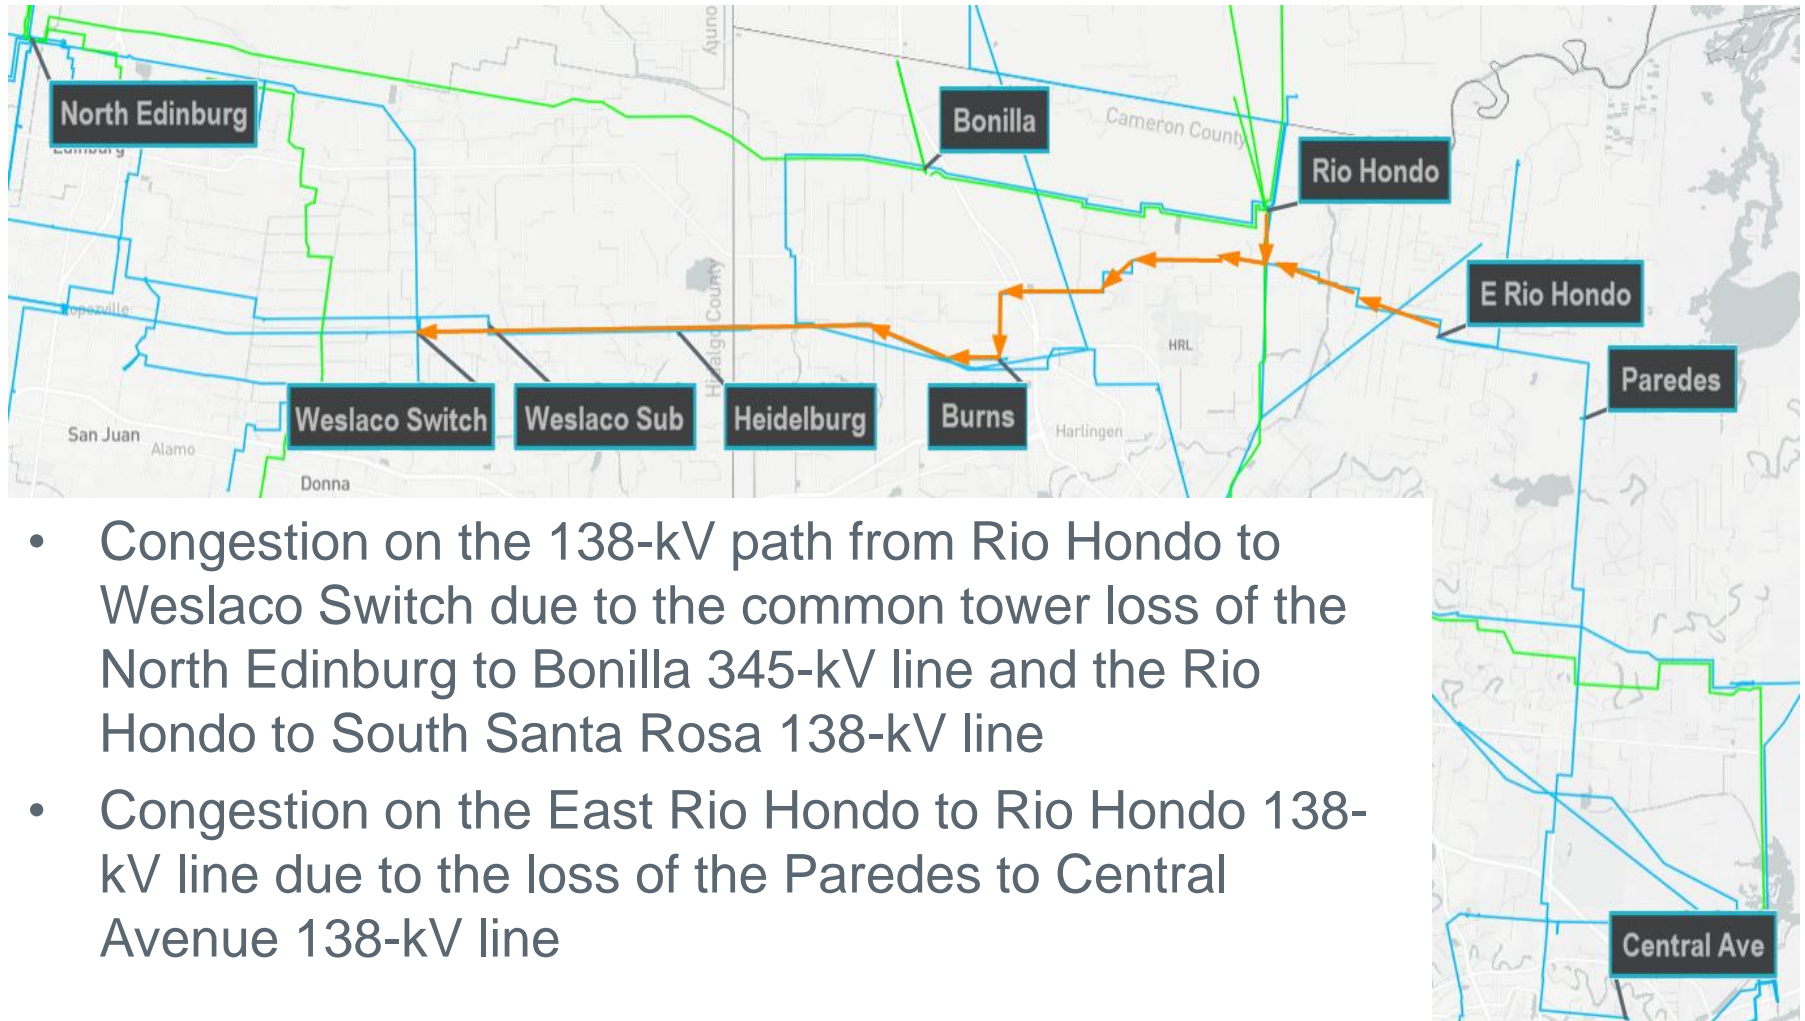 North Edinburg
Edinburg
Bonilla
Cameron County
Rio Hondo
E Rio Hondo
Hidalgo County
HRL
Paredes
Weslaco Switch
Weslaco Sub
Heidelburg
Burns
Harlingen
San Juan
Alamo
Donna
• Congestion on the 138-kV path from Rio Hondo to
Weslaco Switch due to the common tower loss of the
North Edinburg to Bonilla 345-kV line and the Rio
Hondo to South Santa Rosa 138-kV line
• Congestion on the East Rio Hondo to Rio Hondo 138-
kV line due to the loss of the Paredes to Central
Avenue 138-kV line
Central Ave